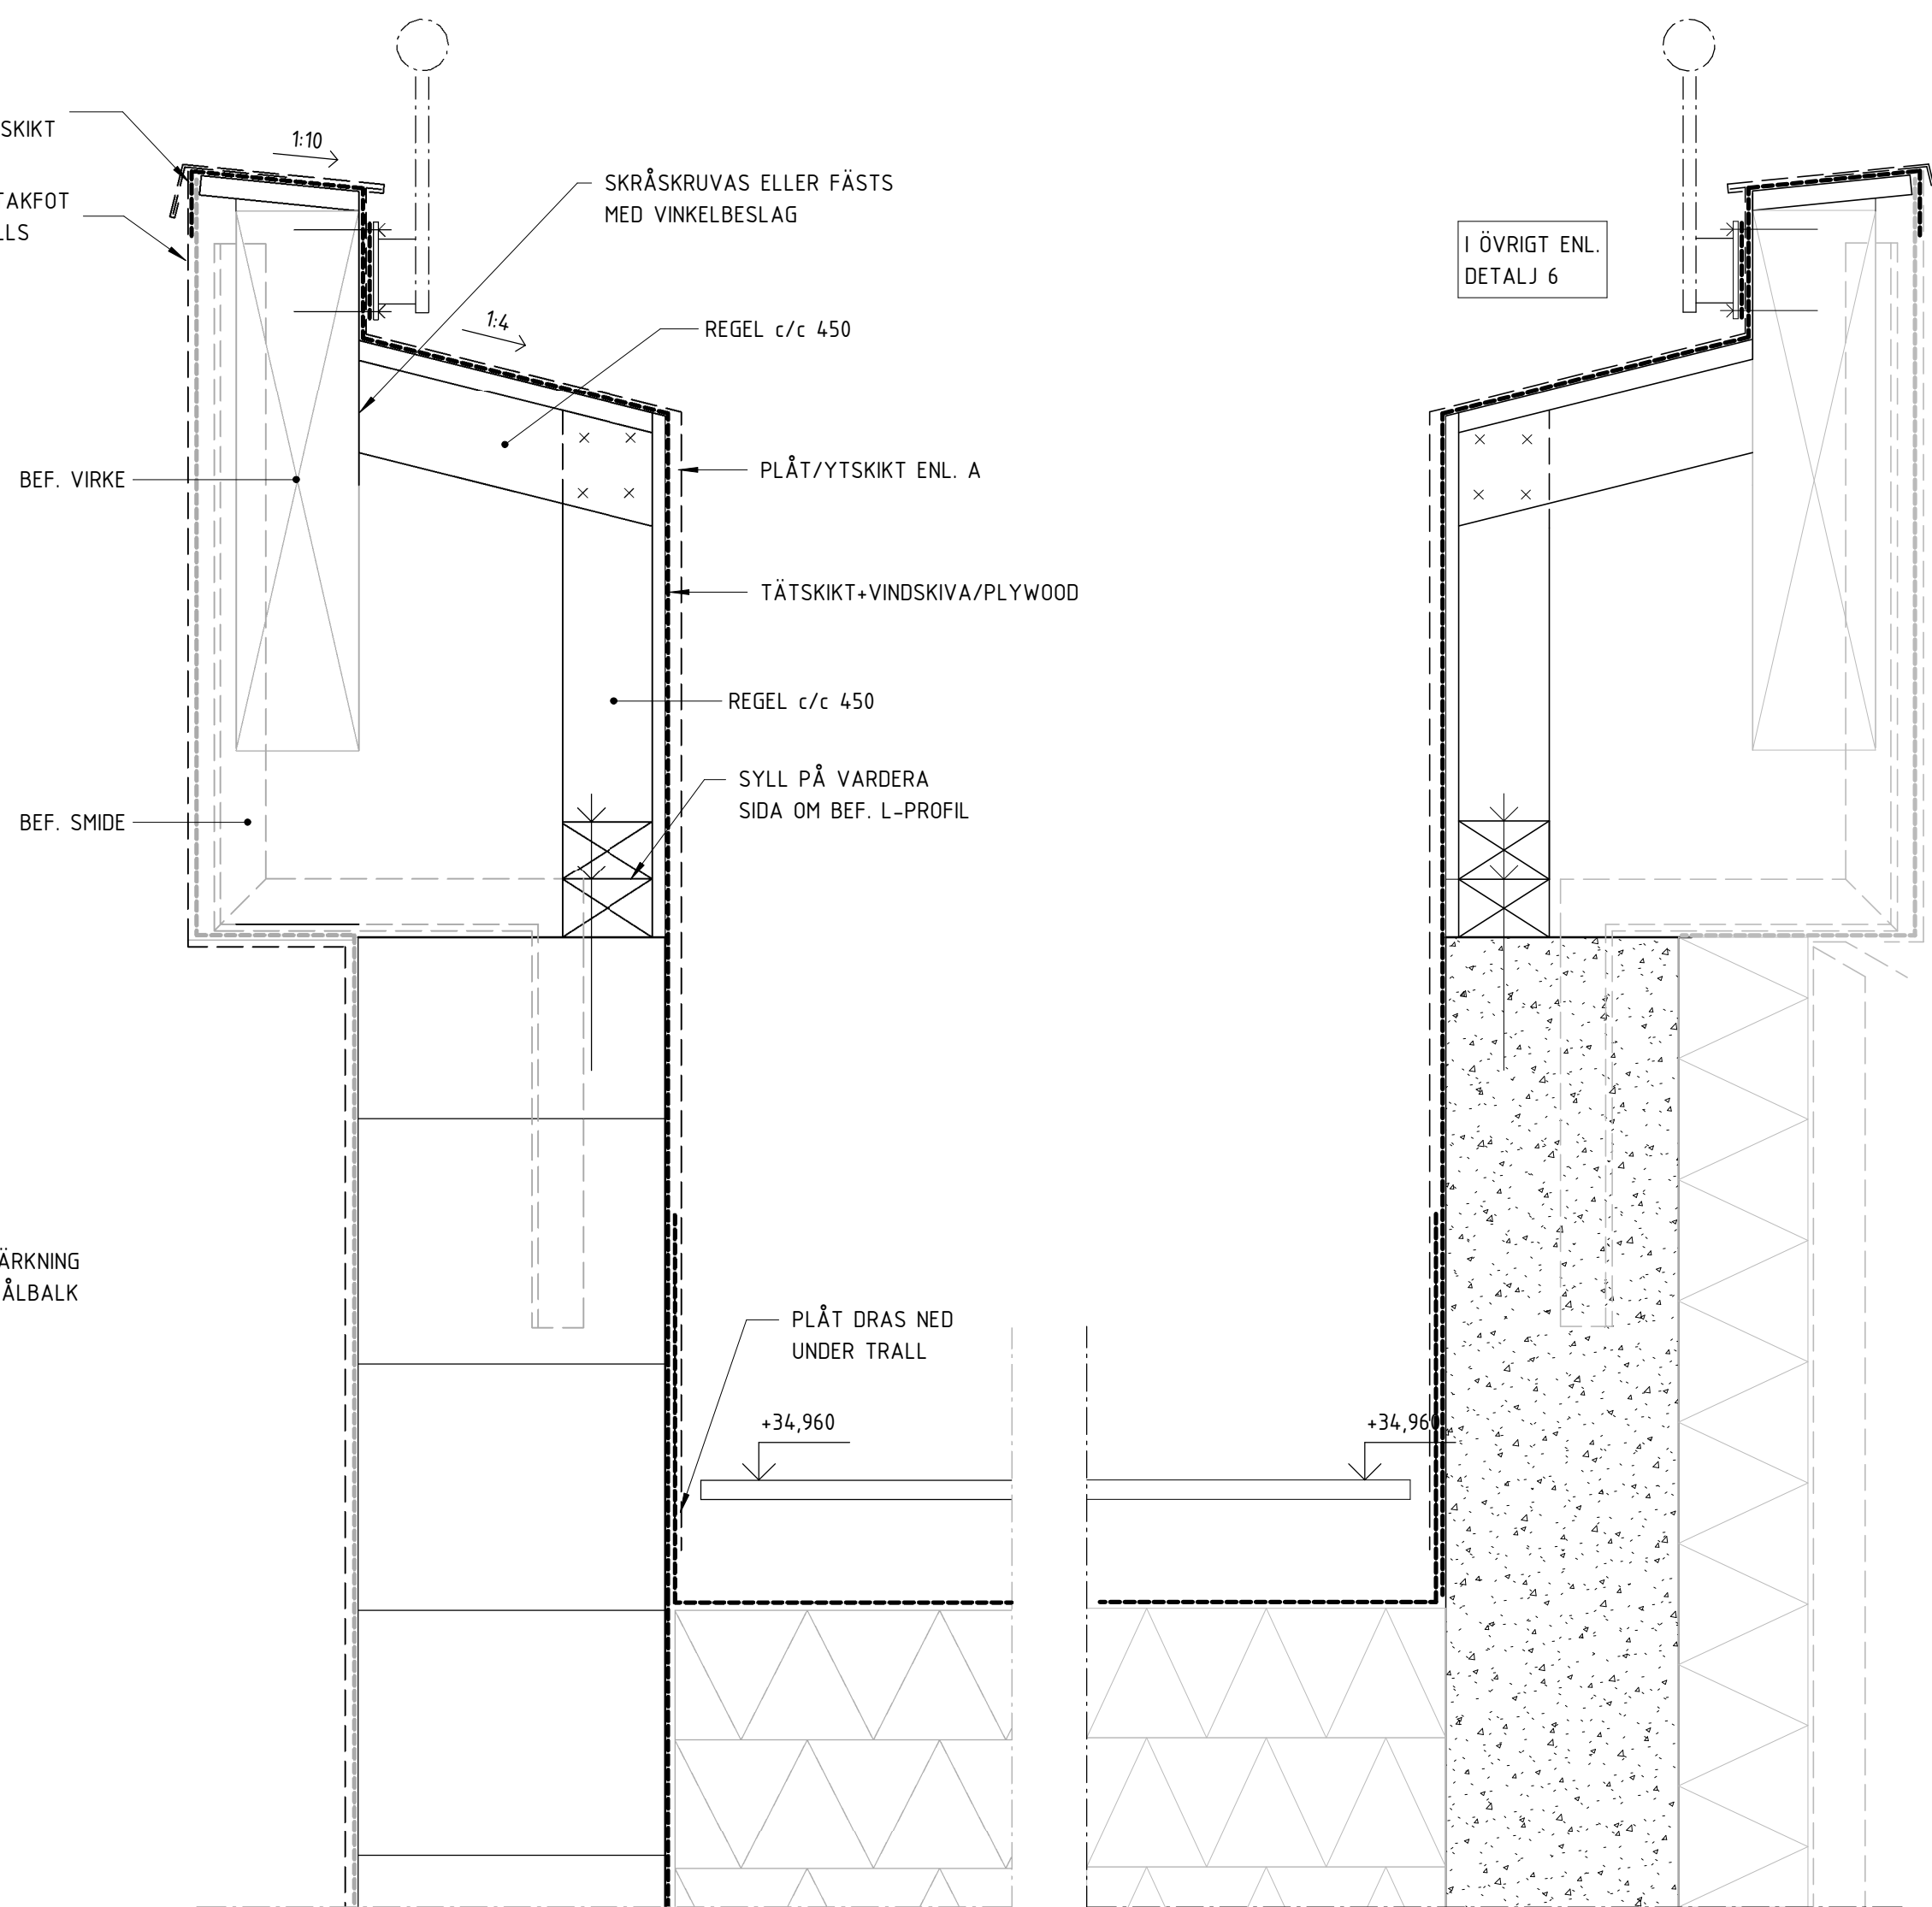 SKIKT
1:10
TAKFOT
LLS
SKRÅSKRUVAS ELLER FÄSTS
MED VINKELBESLAG
I ÖVRIGT ENL.
DETALJ 6
1:4
REGEL c/c 450
BEF. VIRKE
PLÅT/YTSKIKT ENL. A
TÄTSKIKT+VINDSKIVA/PLYWOOD
REGEL c/c 450
SYLL PÅ VARDERA
SIDA OM BEF. L-PROFIL
BEF. SMIDE
ÄRKNING
ÅLBALK
PLÅT DRAS NED
UNDER TRALL
+34,960
+34,960